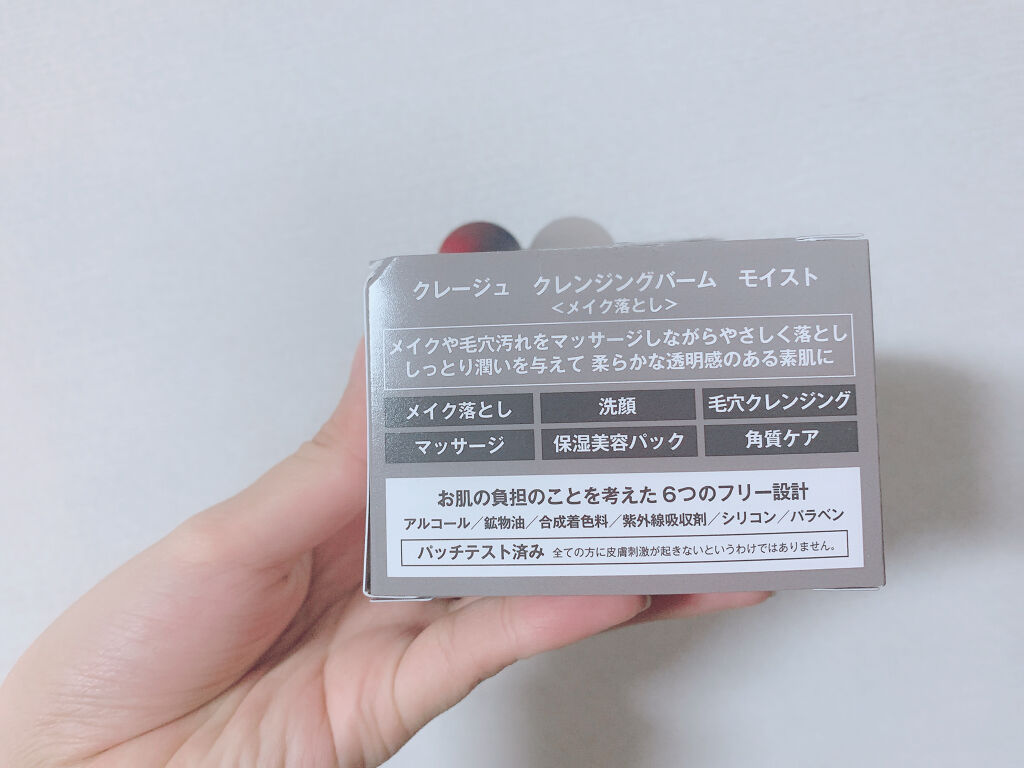 クレージュ クレンジングバーム モイスト
＜メイク落とし＞
メイクや毛穴汚れをマッサージしながらやさしく落とし
しっとり潤いを与えて 柔らかな透明感のある素肌に
メイク落とし 洗顔 毛穴クレンジング
マッサージ 保湿美容パック 角質ケア
お肌の負担のことを考えた 6つのフリー設計
アルコール／鉱物油／合成着色料／紫外線吸収剤／シリコン／パラベン
パッチテスト済み 全ての方に皮膚刺激が起きないというわけではありません。